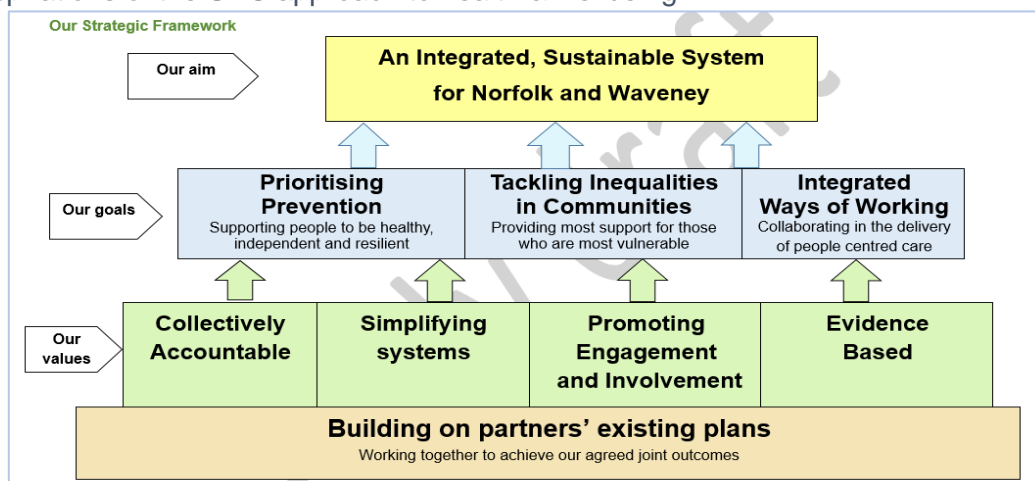 Our Strategic Framework
Our aim
An Integrated, Sustainable System
for Norfolk and Waveney
Our goals
Prioritising
Prevention
Supporting people to be healthy,
independent and resilient
Tackling Inequalities
in Communities
Providing most support for those
who are most vulnerable
Integrated
Ways of Working
Collaborating in the delivery
of people centred care
Our
values
Collectively
Accountable
Simplifying
systems
Promoting
Engagement
and Involvement
Evidence
Based
Building on partners’ existing plans
Working together to achieve our agreed joint outcomes